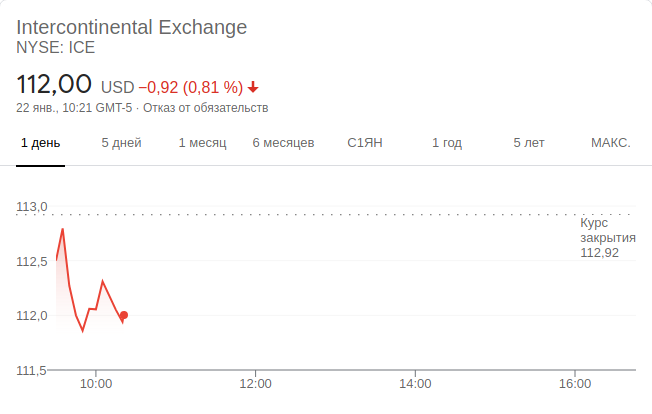 Intercontinental Exchange
NYSE: ICE
112,00 USD −0,92 (0,81 %)
22 янв., 10:21 GMT-5 · Отказ от обязательств
1 день 5 дней 1 месяц 6 месяцев С1ЯН 1 год 5 лет МАКС.
113,0
Курс
закрытия
112,92
112,5
112,0
111,5
10:00 12:00 14:00 16:00